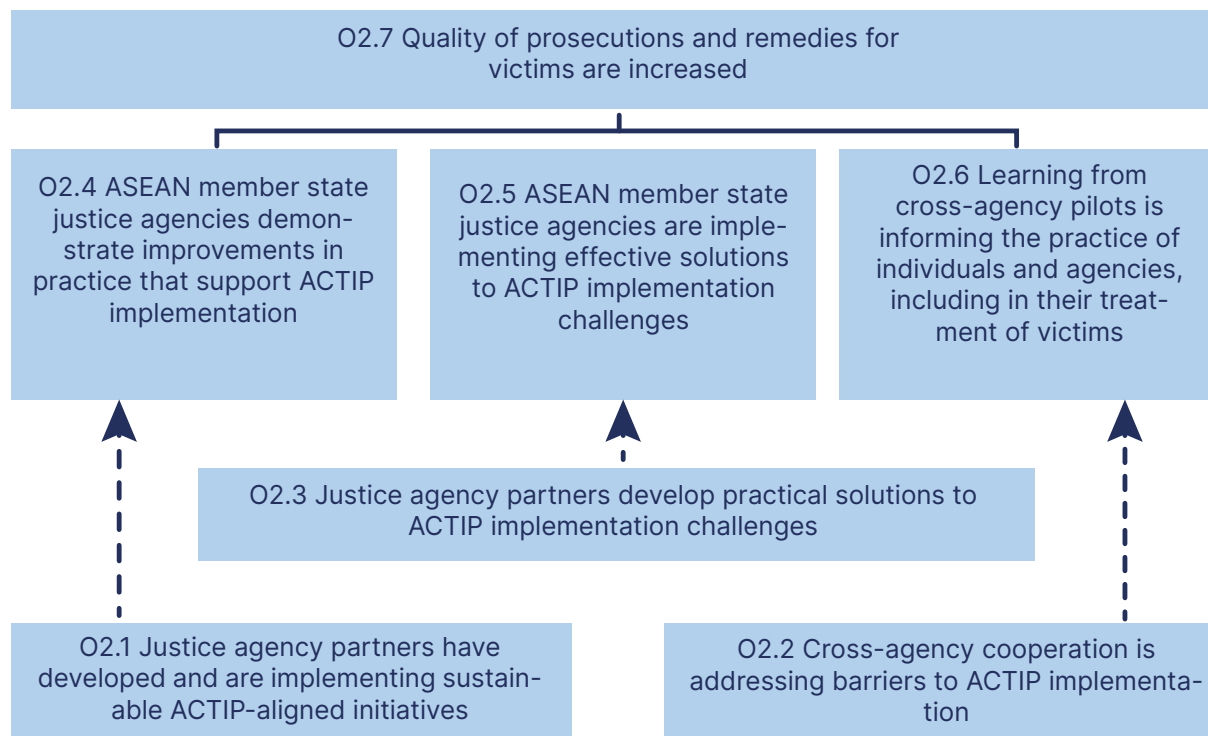 O2.7 Quality of prosecutions and remedies for
victims are increased
O2.4 ASEAN member state
justice agencies demon-
strate improvements in
practice that support ACTIP
implementation
O2.5 ASEAN member state
justice agencies are imple-
menting effective solutions
to ACTIP implementation
challenges
O2.6 Learning from
cross-agency pilots is
informing the practice of
individuals and agencies,
including in their treat-
ment of victims
O2.3 Justice agency partners develop practical solutions to
ACTIP implementation challenges
O2.1 Justice agency partners have
developed and are implementing sustain-
able ACTIP-aligned initiatives
O2.2 Cross-agency cooperation is
addressing barriers to ACTIP implementa-
tion